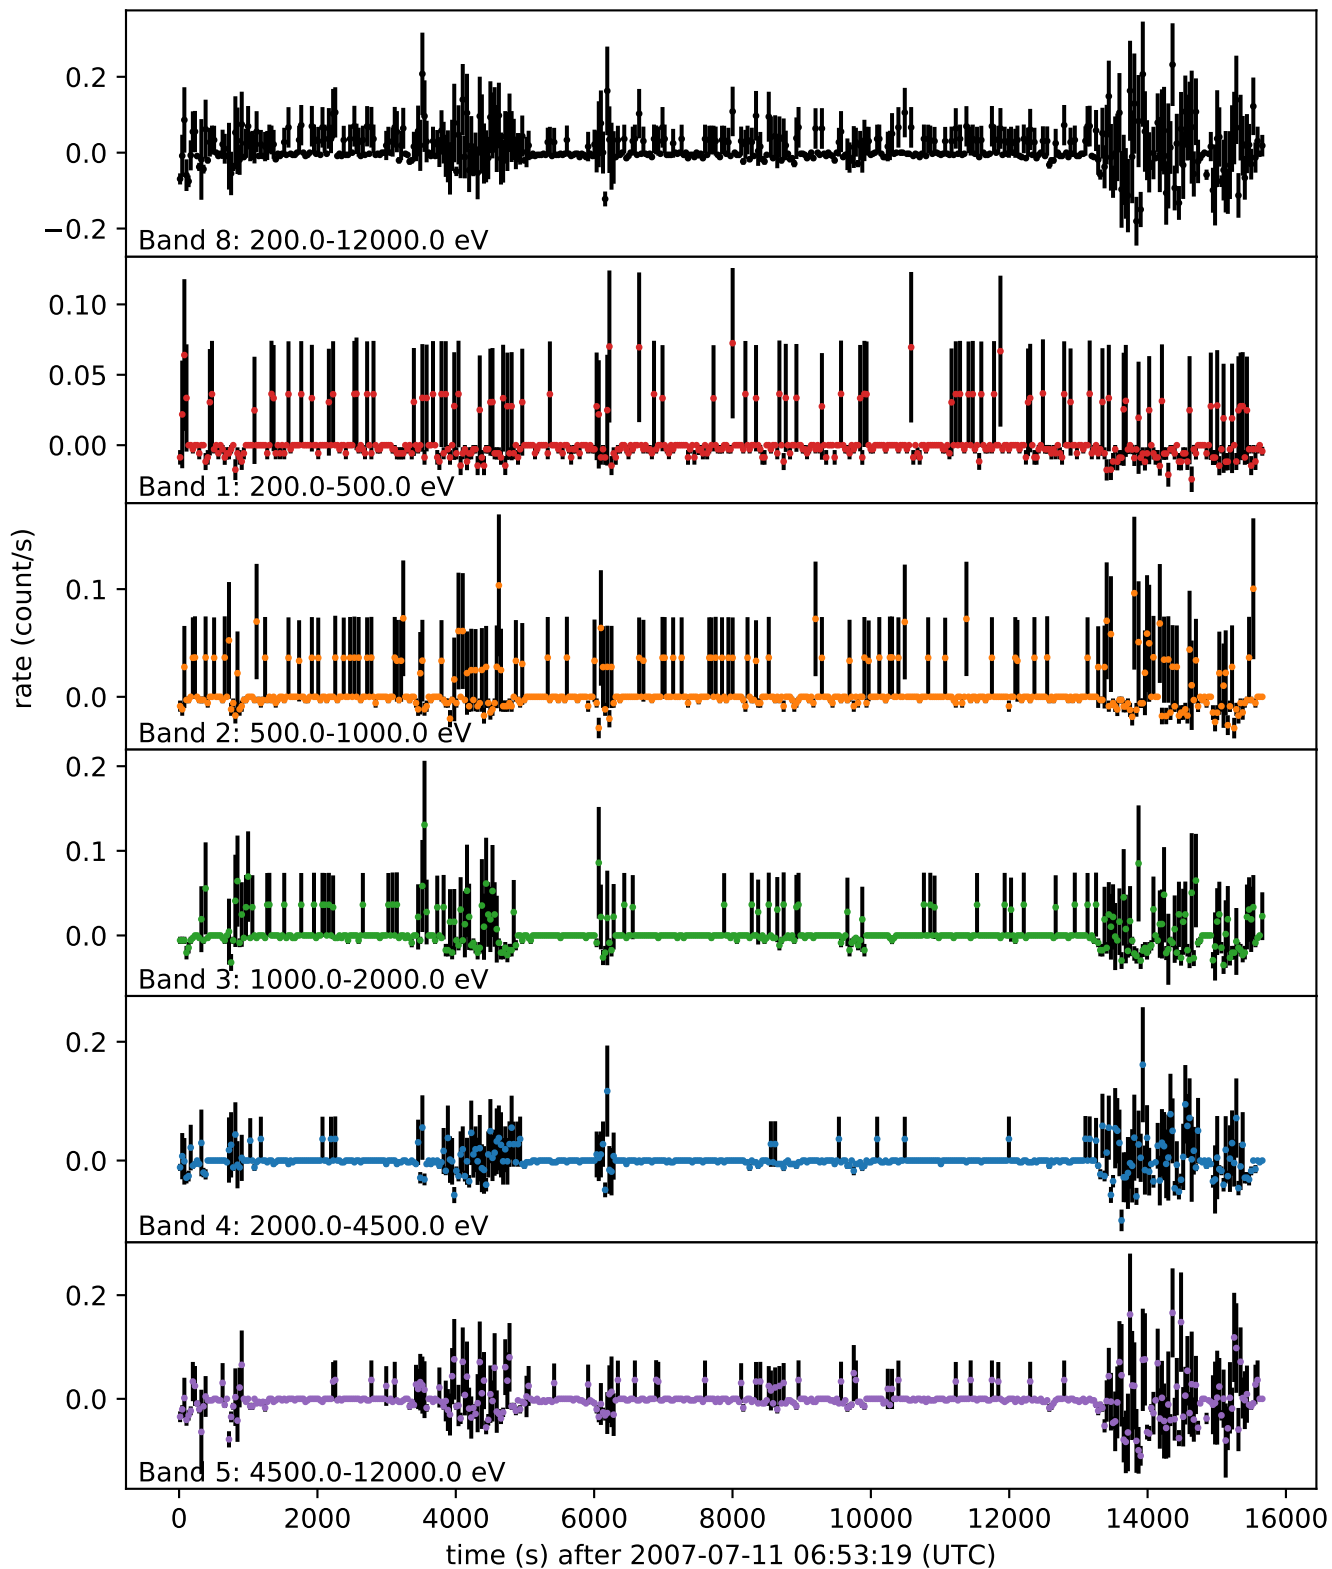 0.2
0.0
−0.2
Band 8: 200.0-12000.0 eV
0.10
0.05
0.00
Band 1: 200.0-500.0 eV
0.1
0.0
Band 2: 500.0-1000.0 eV
rate (count/s)
0.2
0.1
0.0
Band 3: 1000.0-2000.0 eV
0.2
0.0
Band 4: 2000.0-4500.0 eV
0.2
0.0
Band 5: 4500.0-12000.0 eV
0 2000 4000 6000 8000 10000 12000 14000 16000
time (s) after 2007-07-11 06:53:19 (UTC)